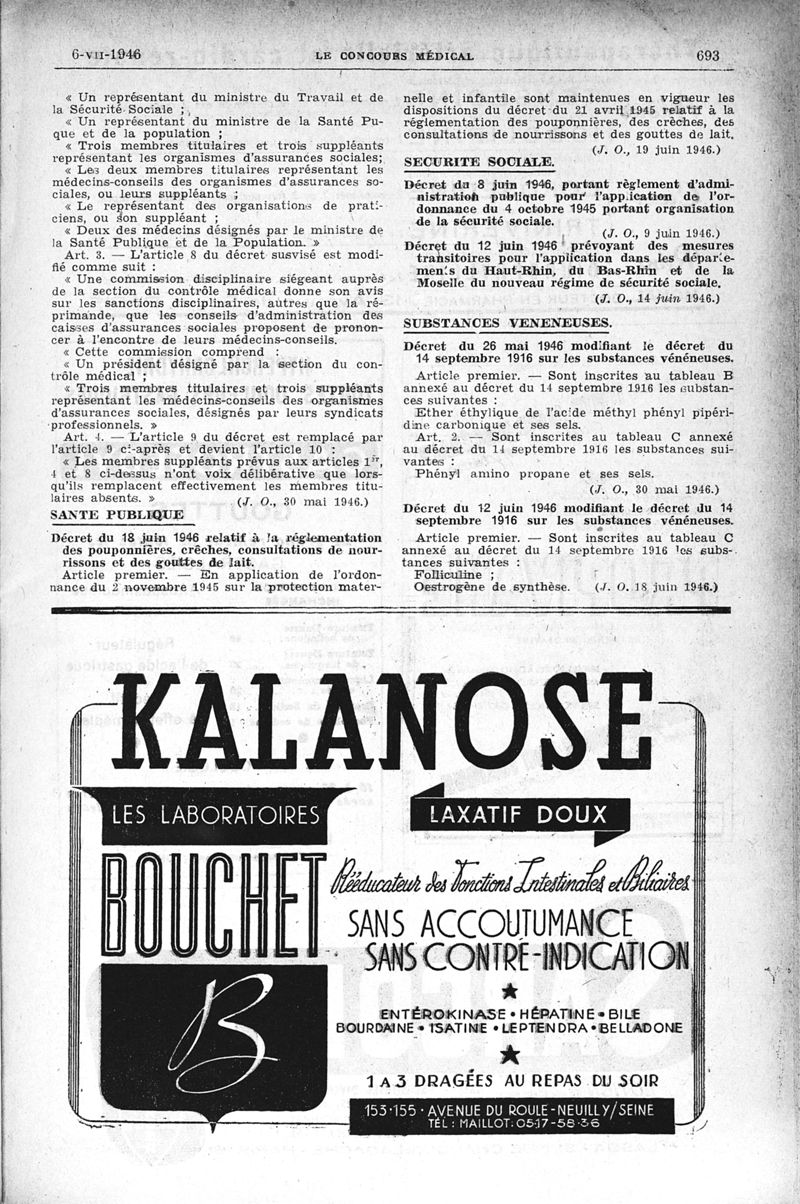 6-VII-1946
LE CONCOURS MÉDICAL
693
« Un représentant du ministre du Travail et de
la Sécurité Sociale ;
« Un représentant du ministre de la Santé Pu-
que et de la population ;
« Trois membres titulaires et trois suppléants
représentant les organismes d'assurances sociales;
« Les deux membres titulaires représentant les
médecins-conseils des organismes d'assurances so-
ciales, ou leurs suppléants ;
« Le représentant des organisations de prati-
ciens, ou son suppléant ;
« Deux des médecins désignés par le ministre de
la Santé Publique et de la Population. »
Art. 3. — L'article 8 du décret susvisé est modi-
fié comme suit :
« Une commission disciplinaire siégeant auprès
de la section du contrôle médical donne son avis
sur les sanctions disciplinaires, autres que la ré-
primande, que les conseils d'administration des
caisses d'assurances sociales proposent de pronon-
cer à l'encontre de leurs médecins-conseils.
« Cette commission comprend :
« Un président désigné par la section du con-
trôle médical ;
« Trois membres titulaires et trois suppléants
représentant les médecins-conseils des organismes
d'assurances sociales, désignés par leurs syndicats
professionnels. »
Art. 4. — L'article 9 du décret est remplacé par
l'article 9 ci-après et devient l'article 10 :
« Les membres suppléants prévus aux articles 1er,
4 et 8 ci-dessus n'ont voix délibérative que lors-
qu'ils remplacent effectivement les membres titu-
laires absents. » (J. O., 30 mai 1946.)
SANTE PUBLIQUE
Décret du 18 juin 1946 relatif à la réglementation
des pouponnières, crèches, consultations de nour-
rissons et des gouttes de lait.
Article premier. — En application de l'ordon-
nance du 2 novembre 1945 sur la protection mater-
nelle et infantile sont maintenues en vigueur les
dispositions du décret du 21 avril 1945 relatif à la
réglementation des pouponnières, des crèches, des
consultations de nourrissons et des gouttes de lait.
(J. O., 19 juin 1946.)
SECURITE SOCIALE.
Décret du 8 juin 1946, portant règlement d'admi-
nistration publique pour l'application de l'or-
donnance du 4 octobre 1945 portant organisation
de la sécurité sociale.
(J. O., 9 juin 1946.)
Décret du 12 juin 1946 prévoyant des mesures
transitoires pour l'application dans les départe-
ments du Haut-Rhin, du Bas-Rhin et de la
Moselle du nouveau régime de sécurité sociale.
(J. O., 14 juin 1946.)
SUBSTANCES VENENEUSES.
Décret du 26 mai 1946 modifiant le décret du
14 septembre 1916 sur les substances vénéneuses.
Article premier. — Sont inscrites au tableau B
annexé au décret du 14 septembre 1916 les substan-
ces suivantes :
Ether éthylique de l'acide méthyl phényl pipéri-
dine carbonique et ses sels.
Art. 2. — Sont inscrites au tableau C annexé
au décret du 14 septembre 1916 les substances sui-
vantes :
Phényl amino propane et ses sels.
(J. O., 30 mai 1946.)
Décret du 12 juin 1946 modifiant le décret du 14
septembre 1916 sur les substances vénéneuses.
Article premier. — Sont inscrites au tableau C
annexé au décret du 14 septembre 1916 les subs-
tances suivantes :
Folliculine ;
Oestrogène de synthèse. (J. O. 18 juin 1946.)
KALANOSE
LES LABORATOIRES
BOUCHET
B
LAXATIF DOUX
Rééducateur des Fonctions Intestinales et Biliaires
SANS ACCOUTUMANCE
SANS CONTRE-INDICATION
ENTÉROKINASE • HÉPATINE • BILE
BOURDAINE • ISATINE • LEPTENDRA • BELLADONE
1 A 3 DRAGÉES AU REPAS DU SOIR
153-155 • AVENUE DU ROULE-NEUILLY/SEINE
TÉL : MAILLOT: 05-17-58-36